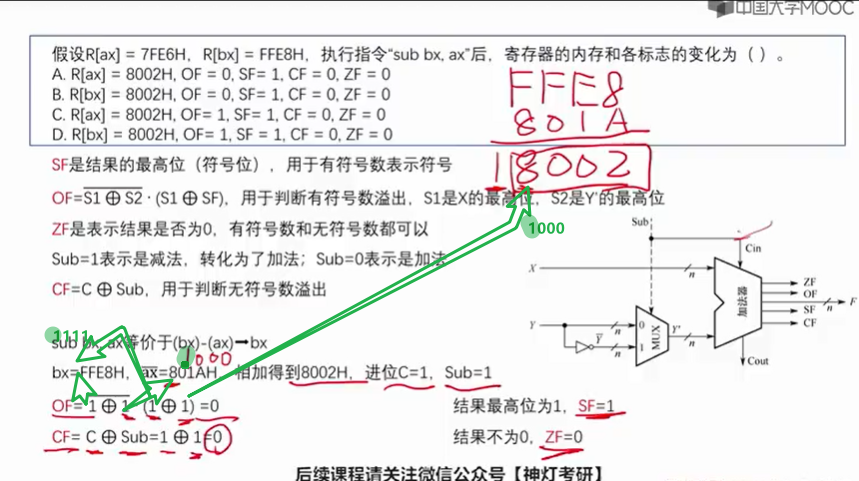 中国大学MOOC
假设R[ax] = 7FE6H, R[bx] = FFE8H, 执行指令“sub bx, ax”后, 寄存器的内存和各标志的变化为 ( ) 。
A. R[ax] = 8002H, OF = 0, SF= 1, CF = 0, ZF = 0
B. R[bx] = 8002H, OF = 0, SF= 1, CF = 0, ZF = 0
C. R[ax] = 8002H, OF= 1, SF= 1, CF = 0, ZF = 0
D. R[bx] = 8002H, OF= 1, SF = 1, CF = 0, ZF = 0
FFE8
801A
1 8002
SF是结果的最高位(符号位), 用于有符号数表示符号
OF=S1 ⊕ S2 · (S1 ⊕ SF), 用于判断有符号数溢出, S1是X的最高位, S2是Y'的最高位
1000
ZF是表示结果是否为0, 有符号数和无符号数都可以
Sub=1表示是减法, 转化为了加法; Sub=0表示是加法
CF=C ⊕ Sub, 用于判断无符号数溢出
Sub
Cin
X
n
加法器
ZF
OF
n
F
SF
CF
Y
n
0
Y
n
1
MUX
Y'
n
Cout
1111
sub bx, ax等价于(bx)-(ax)→bx
1000
bx=FFE8H, ax=801AH, 相加得到8002H, 进位C=1, Sub=1
OF= 1 ⊕ 1 · (1 ⊕ 1) =0
结果最高位为1, SF=1
CF= C ⊕ Sub=1 ⊕ 1=0
结果不为0, ZF=0
后续课程请关注微信公众号【神灯考研】